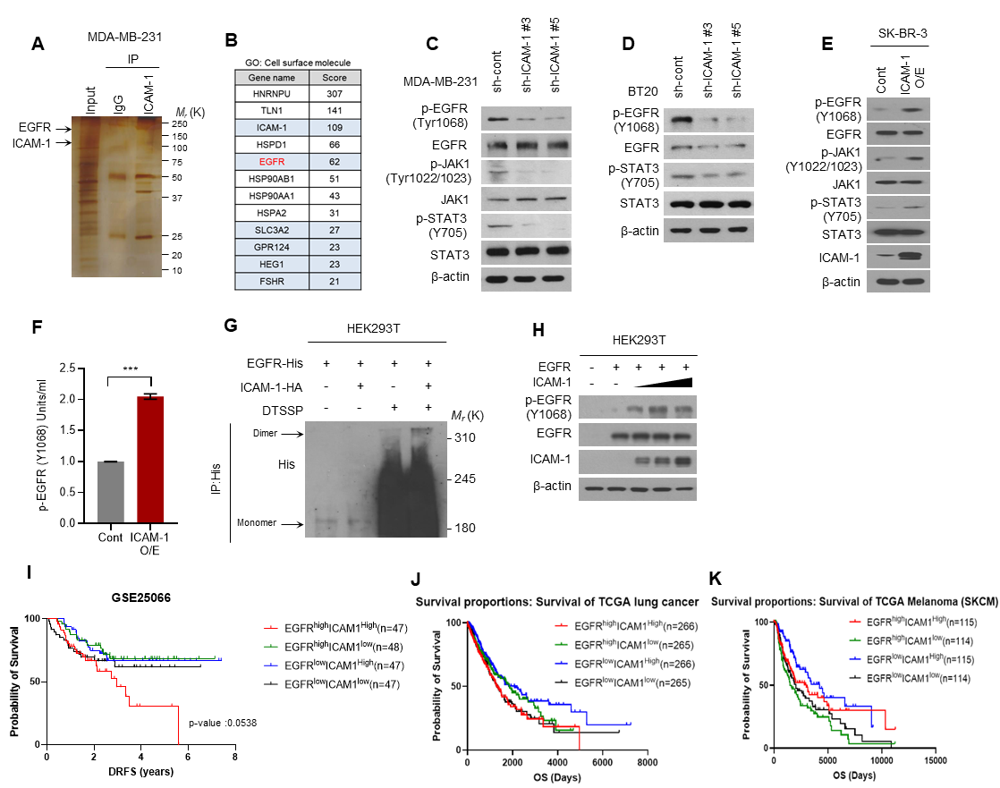 A
MDA-MB-231
IP
Input
IgG
ICAM-1
Mr (K)
EGFR
ICAM-1
250
150
100
75
50
37
25
20
10
B
GO: Cell surface molecule
Gene name Score
HNRNPU 307
TLN1 141
ICAM-1 109
HSPD1 66
EGFR 62
HSP90AB1 51
HSP90AA1 43
HSPA2 31
SLC3A2 27
GPR124 23
HEG1 23
FSHR 21
C
MDA-MB-231
sh-cont
sh-ICAM-1 #3
sh-ICAM-1 #5
p-EGFR
(Tyr1068)
EGFR
p-JAK1
(Tyr1022/1023)
JAK1
p-STAT3
(Y705)
STAT3
β-actin
D
BT20
sh-cont
sh-ICAM-1 #3
sh-ICAM-1 #5
p-EGFR
(Y1068)
EGFR
p-STAT3
(Y705)
STAT3
β-actin
E
SK-BR-3
Cont
ICAM-1
O/E
p-EGFR
(Y1068)
EGFR
p-JAK1
(Y1022/1023)
JAK1
p-STAT3
(Y705)
STAT3
ICAM-1
β-actin
F
p-EGFR (Y1068) Units/ml
2.5
2.0
1.5
1.0
0.5
0.0
***
Cont
ICAM-1
O/E
G
HEK293T
EGFR-His + + + +
ICAM-1-HA - + - +
DTSSP - - + +
Mr (K)
Dimer
310
His
245
Monomer
180
IP:His
H
HEK293T
EGFR - + + + +
ICAM-1 - -
p-EGFR
(Y1068)
EGFR
ICAM-1
β-actin
I
GSE25066
Probability of Survival
100
50
0
0 2 4 6 8
DRFS (years)
p-value :0.0538
EGFRhighICAM1High(n=47)
EGFRhighICAM1low(n=48)
EGFRlowICAM1High(n=47)
EGFRlowICAM1low(n=47)
J
Survival proportions: Survival of TCGA lung cancer
Probability of Survival
100
50
0
0 2000 4000 6000 8000
OS (Days)
EGFRhighICAM1High(n=266)
EGFRhighICAM1low(n=265)
EGFRlowICAM1High(n=266)
EGFRlowICAM1low(n=265)
K
Survival proportions: Survival of TCGA Melanoma (SKCM)
Probability of Survival
100
50
0
0 5000 10000 15000
OS (Days)
EGFRhighICAM1High(n=115)
EGFRhighICAM1low(n=114)
EGFRlowICAM1High(n=115)
EGFRlowICAM1low(n=114)